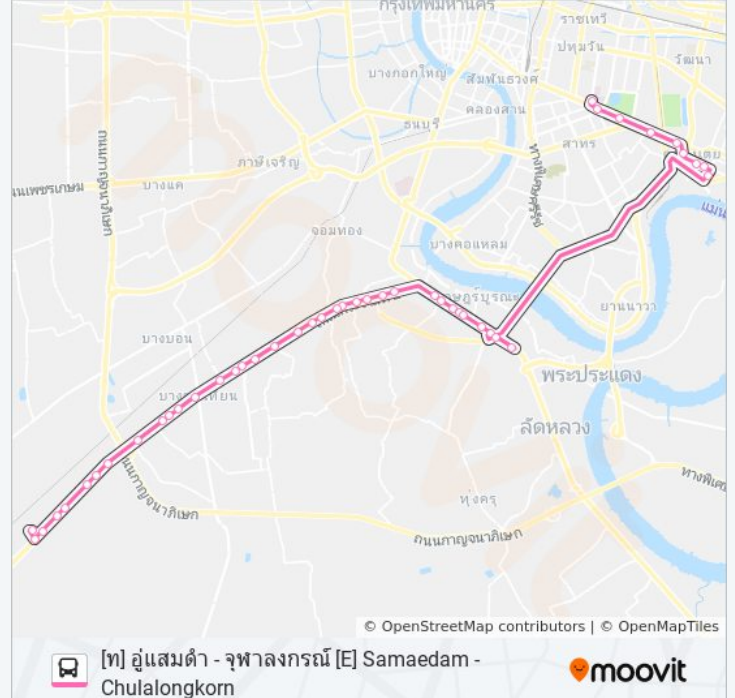 กรุงเทพมหานคร
ราชเทวี
ปทุมวัน
วัฒนา
บางกอกใหญ่
สัมพันธวงศ์
คลองสาน
ธนบุรี
สาทร
ภาษีเจริญ
บางแค
จอมทอง
บางคอแหลม
ยานนาวา
บางบอน
พระประแดง
ลัดหลวง
ทุ่งครุ
ถนนกาญจนาภิเษก
© OpenStreetMap contributors | © OpenMapTiles
[ท] อู่แสมดำ - จุฬาลงกรณ์ [E] Samaedam -
Chulalongkorn
moovit